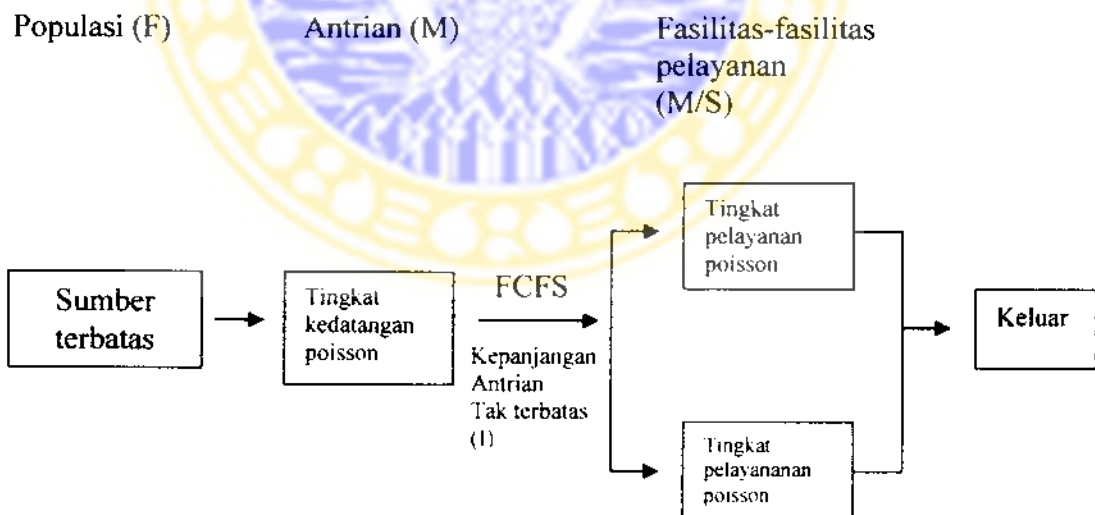 Populasi (F)
Antrian (M)
Fasilitas-fasilitas
pelayanan
(M/S)
Sumber
terbatas
Tingkat
kedatangan
poisson
FCFS
Kepanjangan
Antrian
Tak terbatas
(I)
Tingkat
pelayanan
poisson
Tingkat
pelayananan
poisson
Keluar